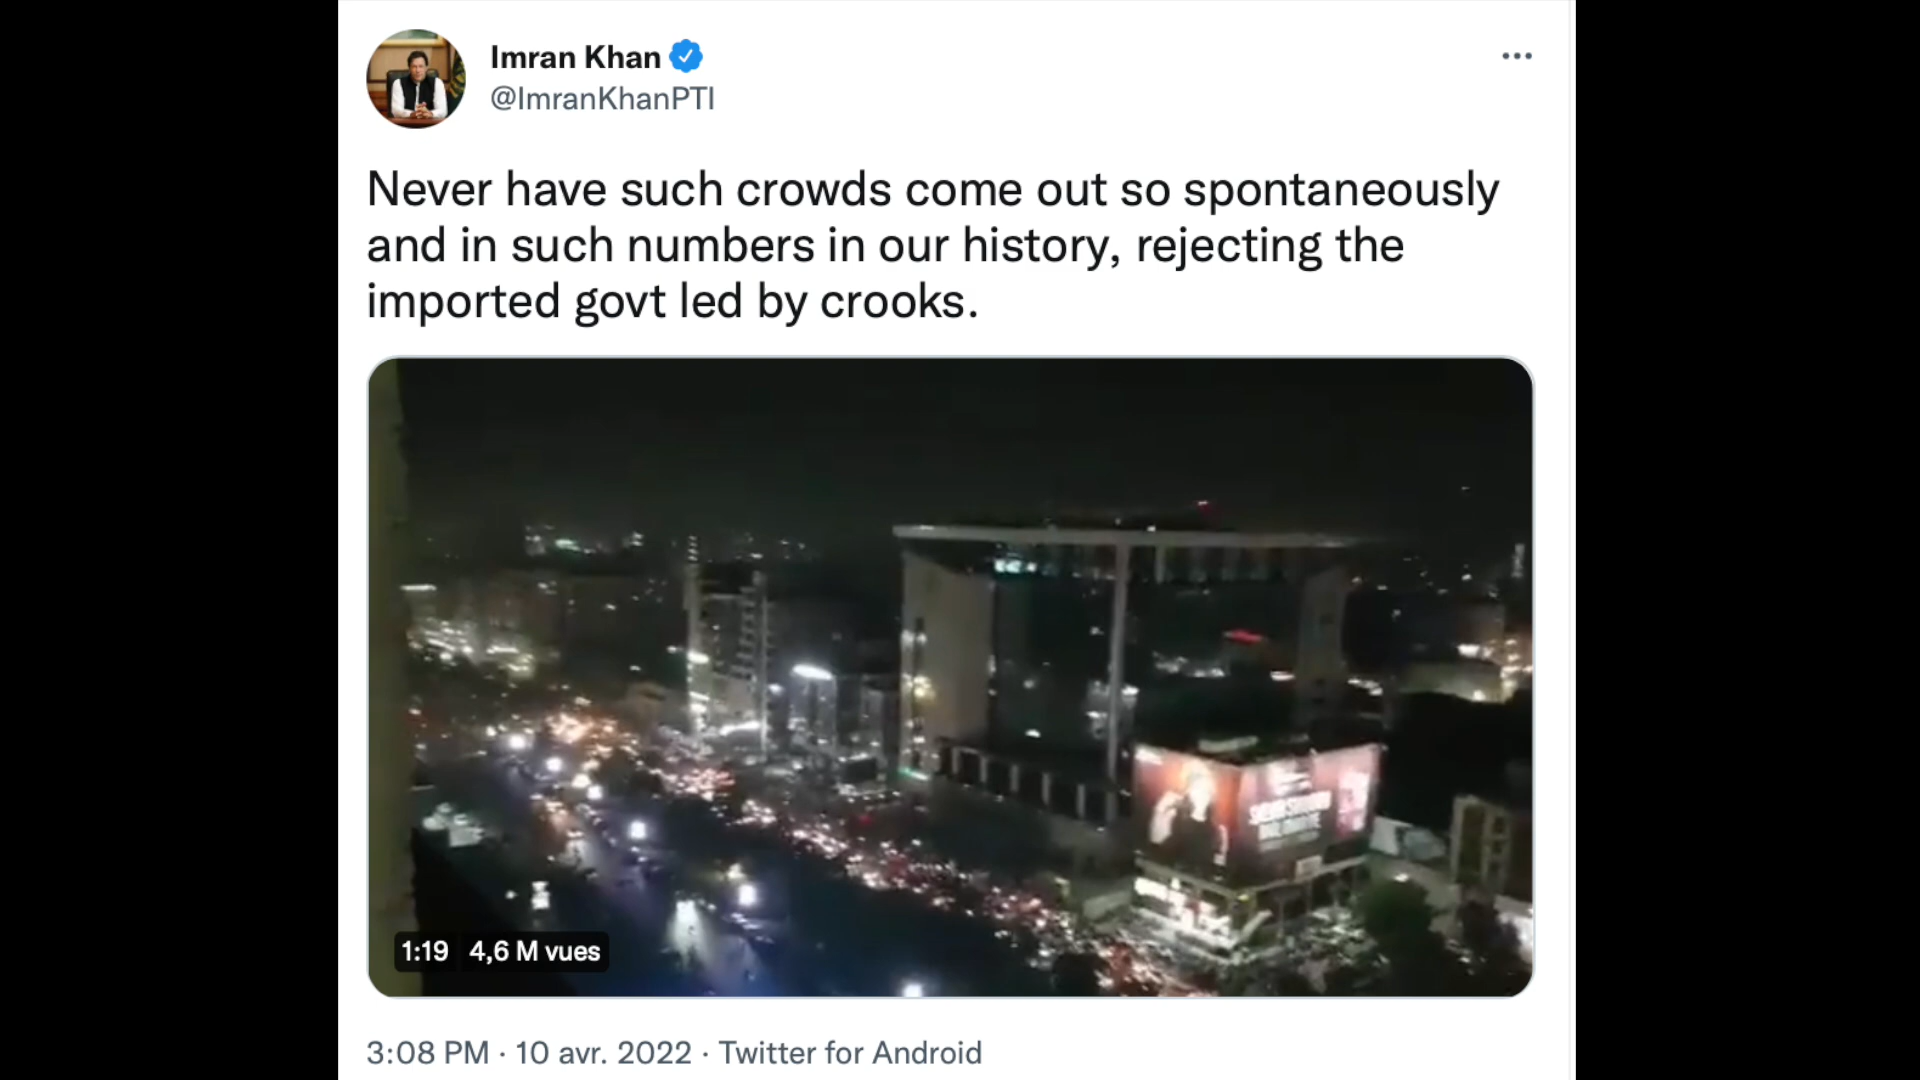 Imran Khan
@ImranKhanPTI
Never have such crowds come out so spontaneously
and in such numbers in our history, rejecting the
imported govt led by crooks.
1:19 4,6 M vues
3:08 PM · 10 avr. 2022 · Twitter for Android